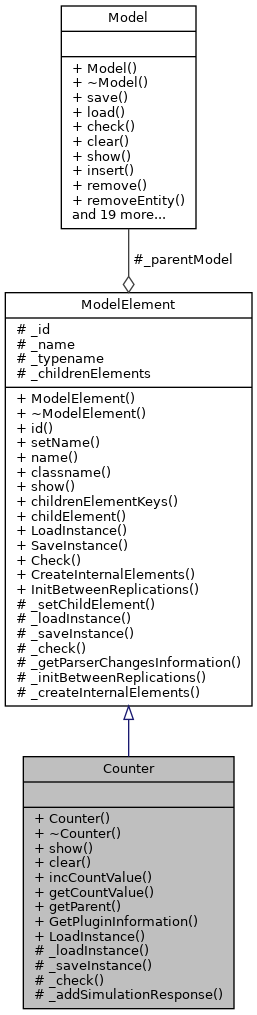 Model
+ Model()
+ ~Model()
+ save()
+ load()
+ check()
+ clear()
+ show()
+ insert()
+ remove()
+ removeEntity()
and 19 more...
#_parentModel
ModelElement
# _id
# _name
# _typename
# _childrenElements
+ ModelElement()
+ ~ModelElement()
+ id()
+ setName()
+ name()
+ classname()
+ show()
+ childrenElementKeys()
+ childElement()
+ LoadInstance()
+ SaveInstance()
+ Check()
+ CreateInternalElements()
+ InitBetweenReplications()
# _setChildElement()
# _loadInstance()
# _saveInstance()
# _check()
# _getParserChangesInformation()
# _initBetweenReplications()
# _createInternalElements()
Counter
+ Counter()
+ ~Counter()
+ show()
+ clear()
+ incCountValue()
+ getCountValue()
+ getParent()
+ GetPluginInformation()
+ LoadInstance()
# _loadInstance()
# _saveInstance()
# _check()
# _addSimulationResponse()